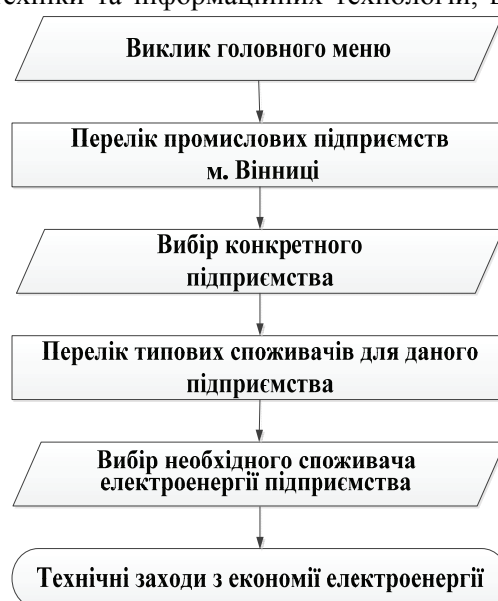 техніки та інформаційних технологій, в
Виклик головного меню
Перелік промислових підприємств
м. Вінниці
Вибір конкретного
підприємства
Перелік типових споживачів для даного
підприємства
Вибір необхідного споживача
електроенергії підприємства
Технічні заходи з економії електроенергії